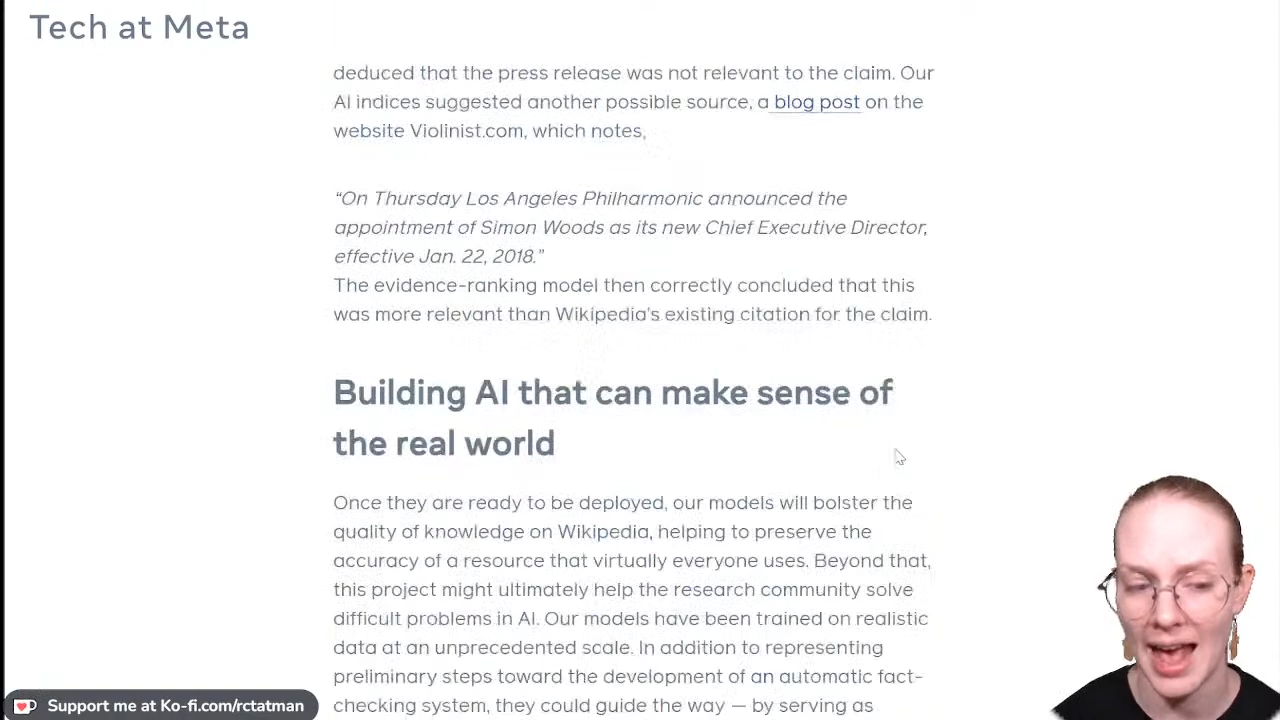 Tech at Meta
deduced that the press release was not relevant to the claim. Our
AI indices suggested another possible source, a blog post on the
website Violinist.com, which notes,
“On Thursday Los Angeles Philharmonic announced the
appointment of Simon Woods as its new Chief Executive Director,
effective Jan. 22, 2018.”
The evidence-ranking model then correctly concluded that this
was more relevant than Wikipedia’s existing citation for the claim.
Building AI that can make sense of
the real world
Once they are ready to be deployed, our models will bolster the
quality of knowledge on Wikipedia, helping to preserve the
accuracy of a resource that virtually everyone uses. Beyond that,
this project might ultimately help the research community solve
difficult problems in AI. Our models have been trained on realistic
data at an unprecedented scale. In addition to representing
preliminary steps toward the development of an automatic fact-
checking system, they could guide the way — by serving as
Support me at Ko-fi.com/rctatman